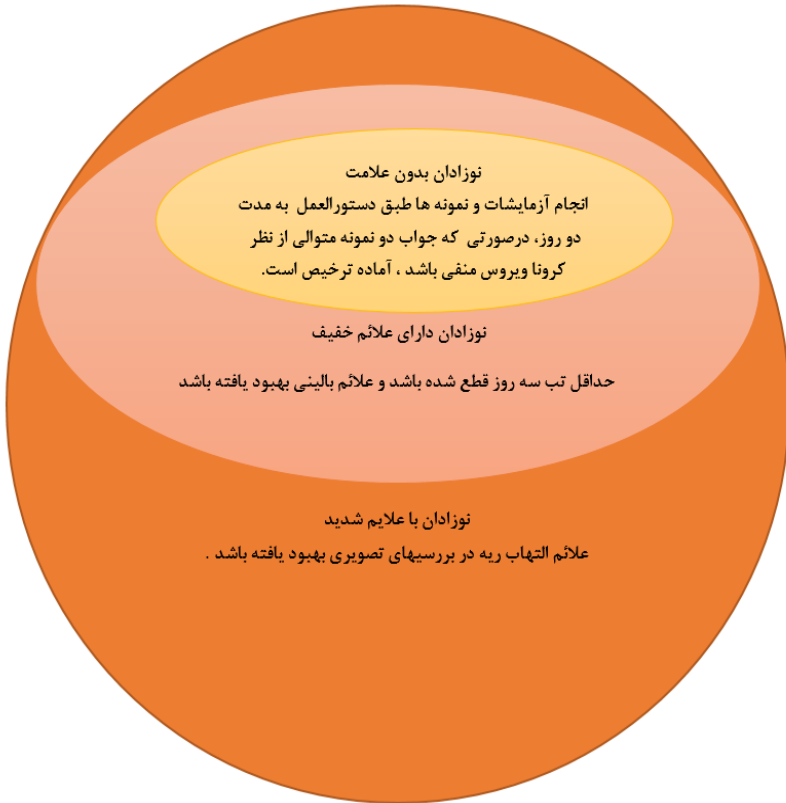 نوزادان بدون علامت
انجام آزمایشات و نمونه ها طبق دستورالعمل به مدت
دو روز، درصورتی که جواب دو نمونه متوالی از نظر
کرونا ویروس منفی باشد ، آماده ترخیص است.
نوزادان دارای علائم خفیف
حداقل تب سه روز قطع شده باشد و علائم بالینی بهبود یافته باشد
نوزادان با علایم شدید
علائم التهاب ریه در بررسیهای تصویری بهبود یافته باشد .